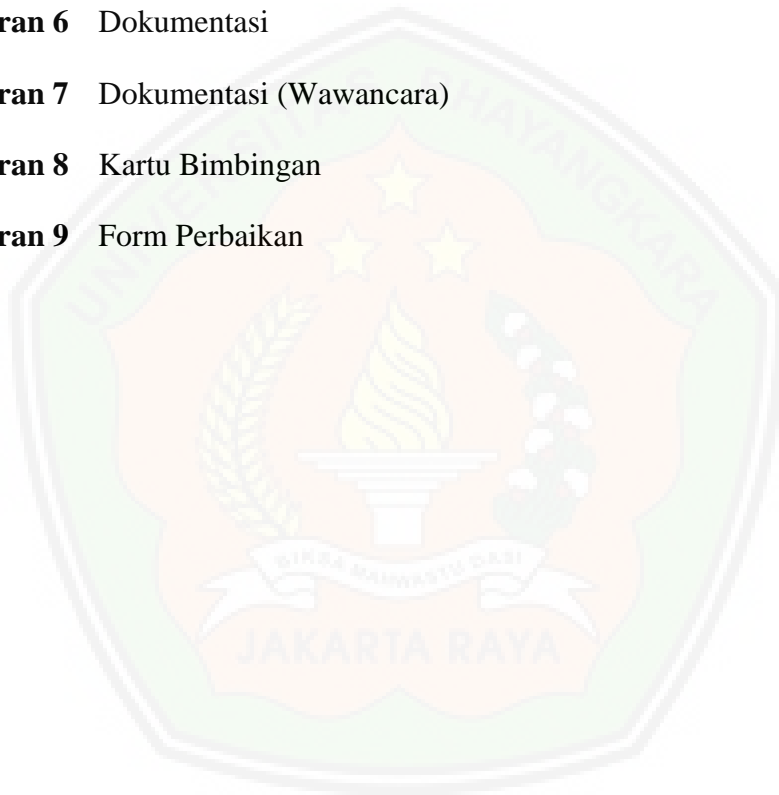 ran 6 Dokumentasi
ran 7 Dokumentasi (Wawancara)
ran 8 Kartu Bimbingan
ran 9 Form Perbaikan
UNIVERSITAS BHAYANGKARA
JAKARTA RAYA